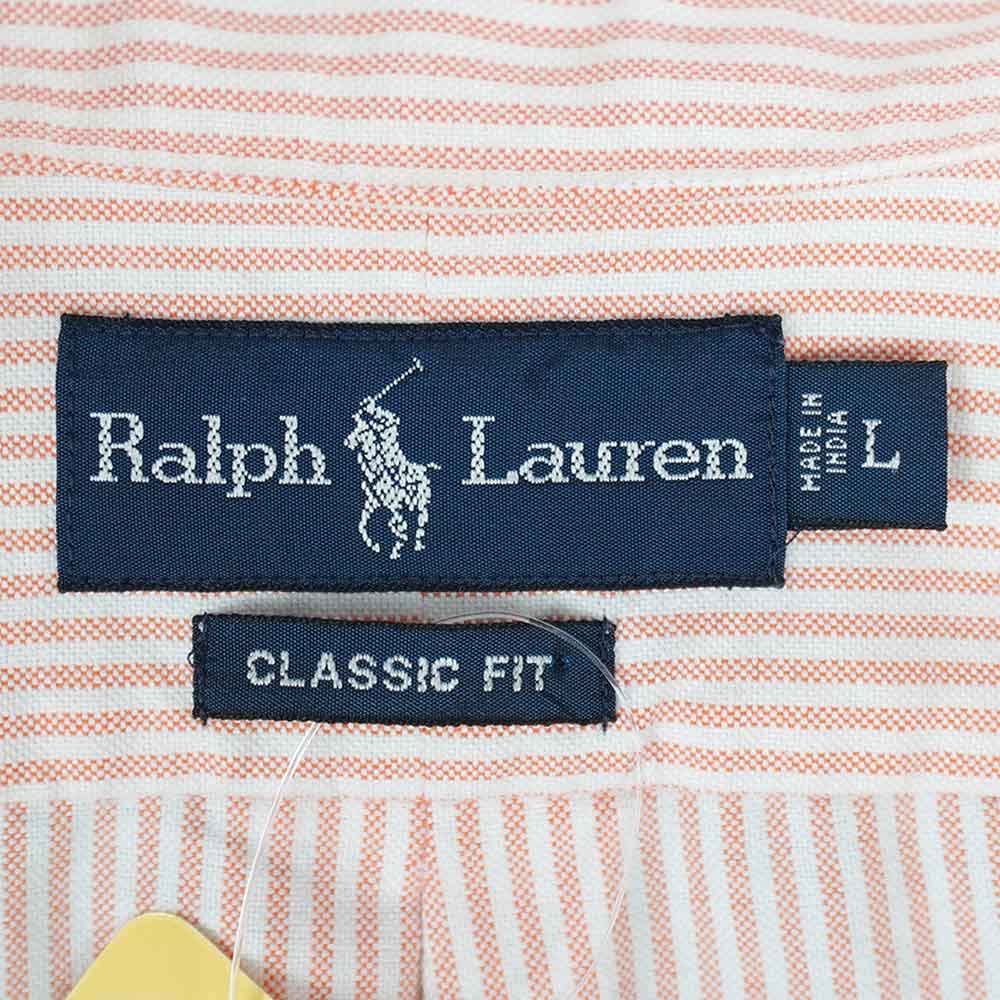 Ralph Lauren
MADE IN
INDIA
L
CLASSIC FIT